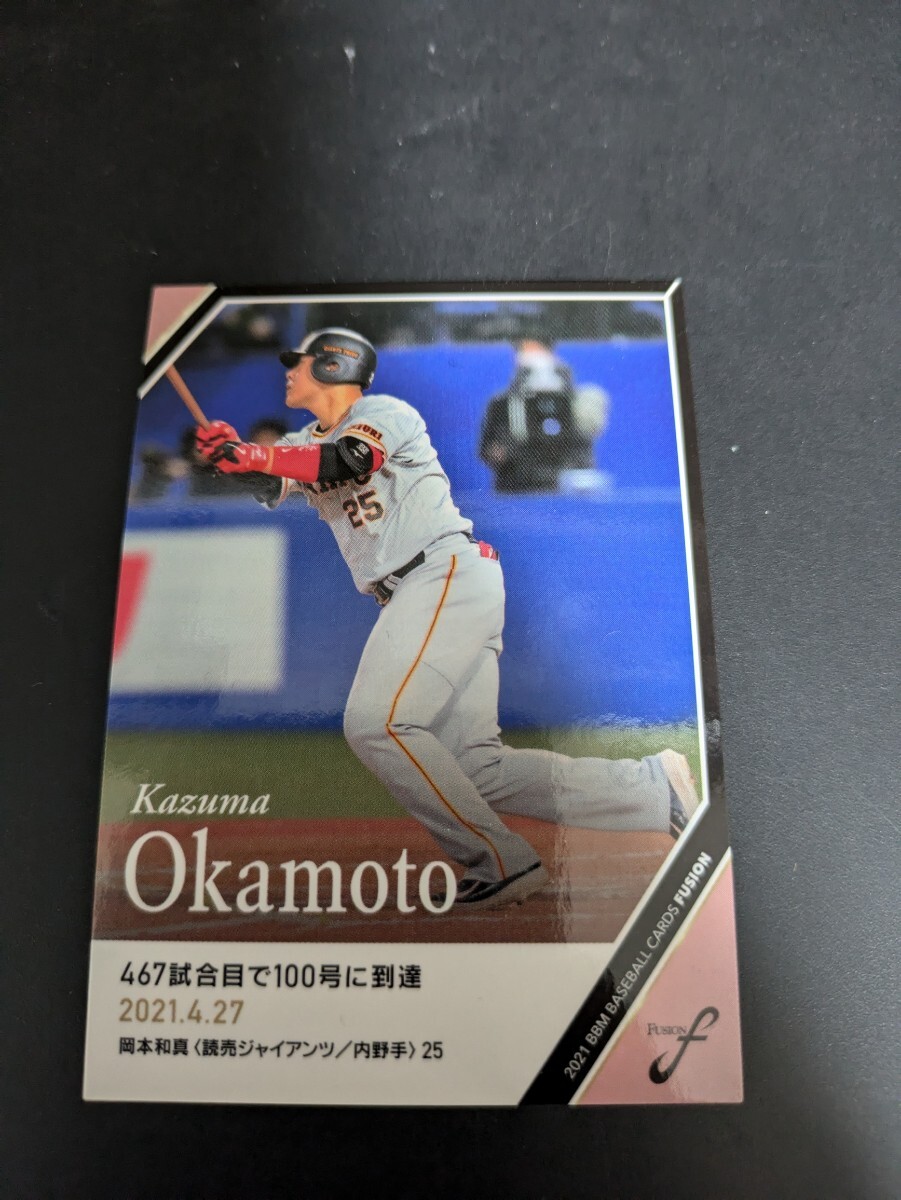 25
Kazuma
Okamoto
467試合目で100号に到達
2021.4.27
岡本和真〈読売ジャイアンツ/内野手〉25
2021 BBM BASEBALL CARDS FUSION
FUSION
f